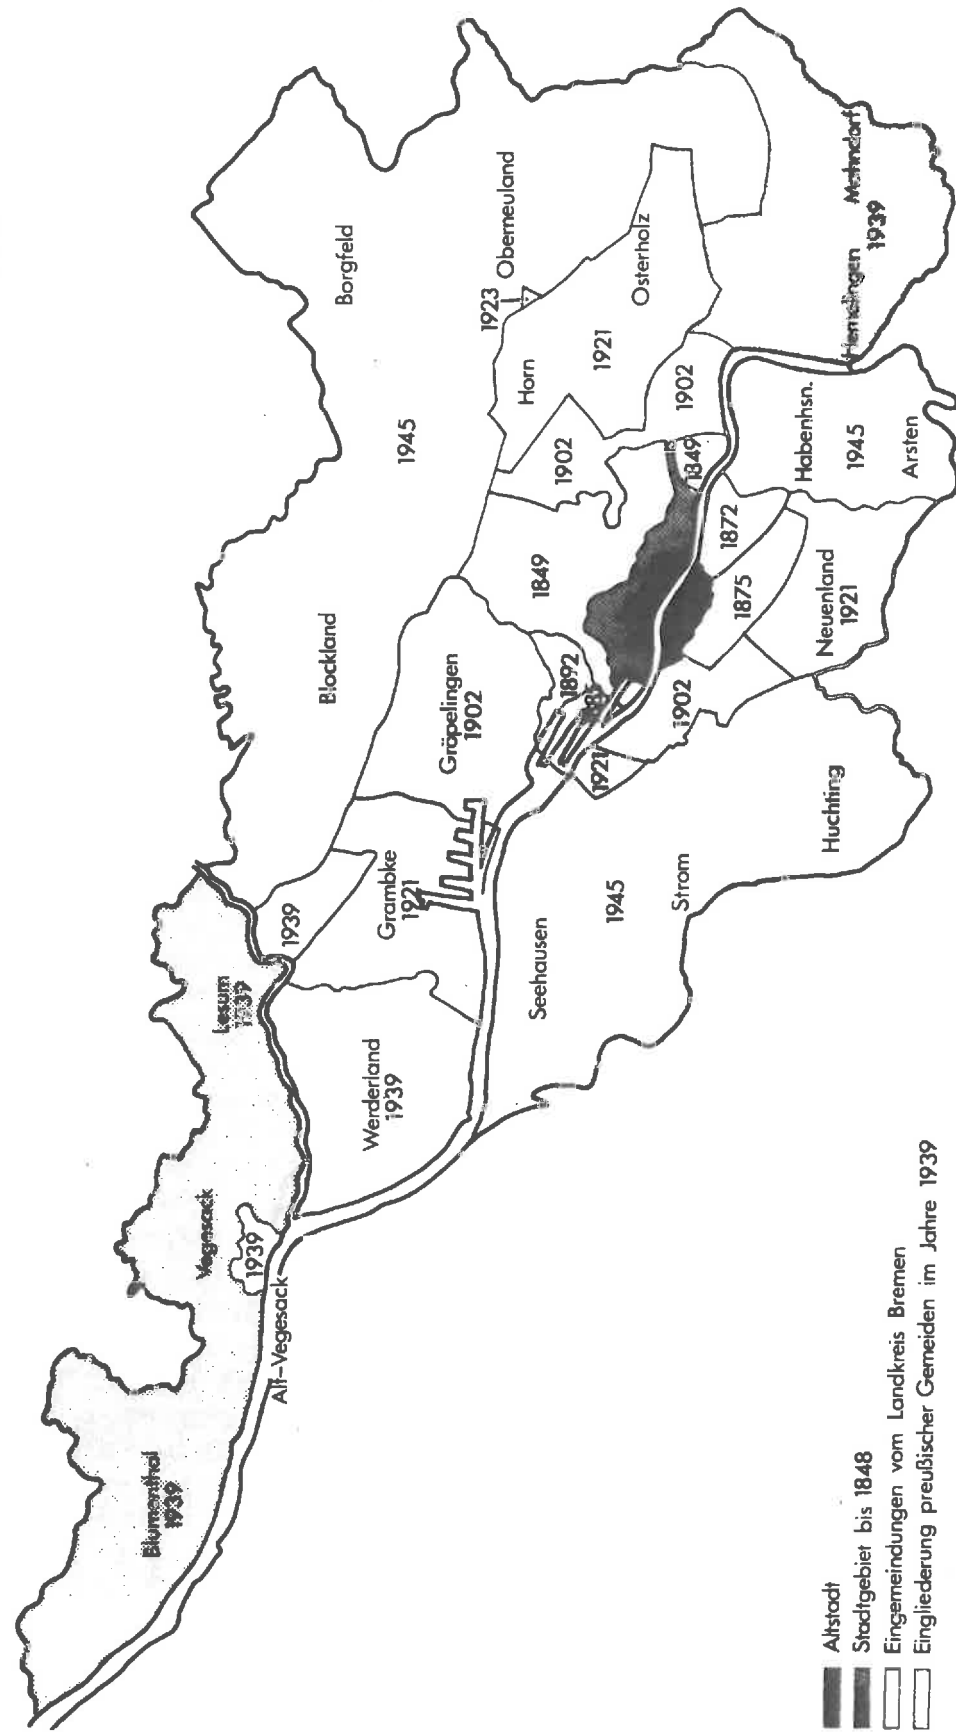 Blumenthal
1939
Vegesack
1939
Alt-Vegesack
Lesum
1939
1939
Werderland
1939
Grambke
1921
Gröpelingen
1902
Blockland
1945
Borgfeld
1923
Oberneuland
Horn
1921
Osterholz
1902
1902
1849
1849
1892
1921
1902
1875
1872
Neuenland
1921
Habenhsn.
1945
Arsten
Hemelingen Mahndorf
1939
Seehausen
1945
Strom
Huchting
Altstadt
Stadtgebiet bis 1848
Eingemeindungen vom Landkreis Bremen
Eingliederung preußischer Gemeiden im Jahre 1939